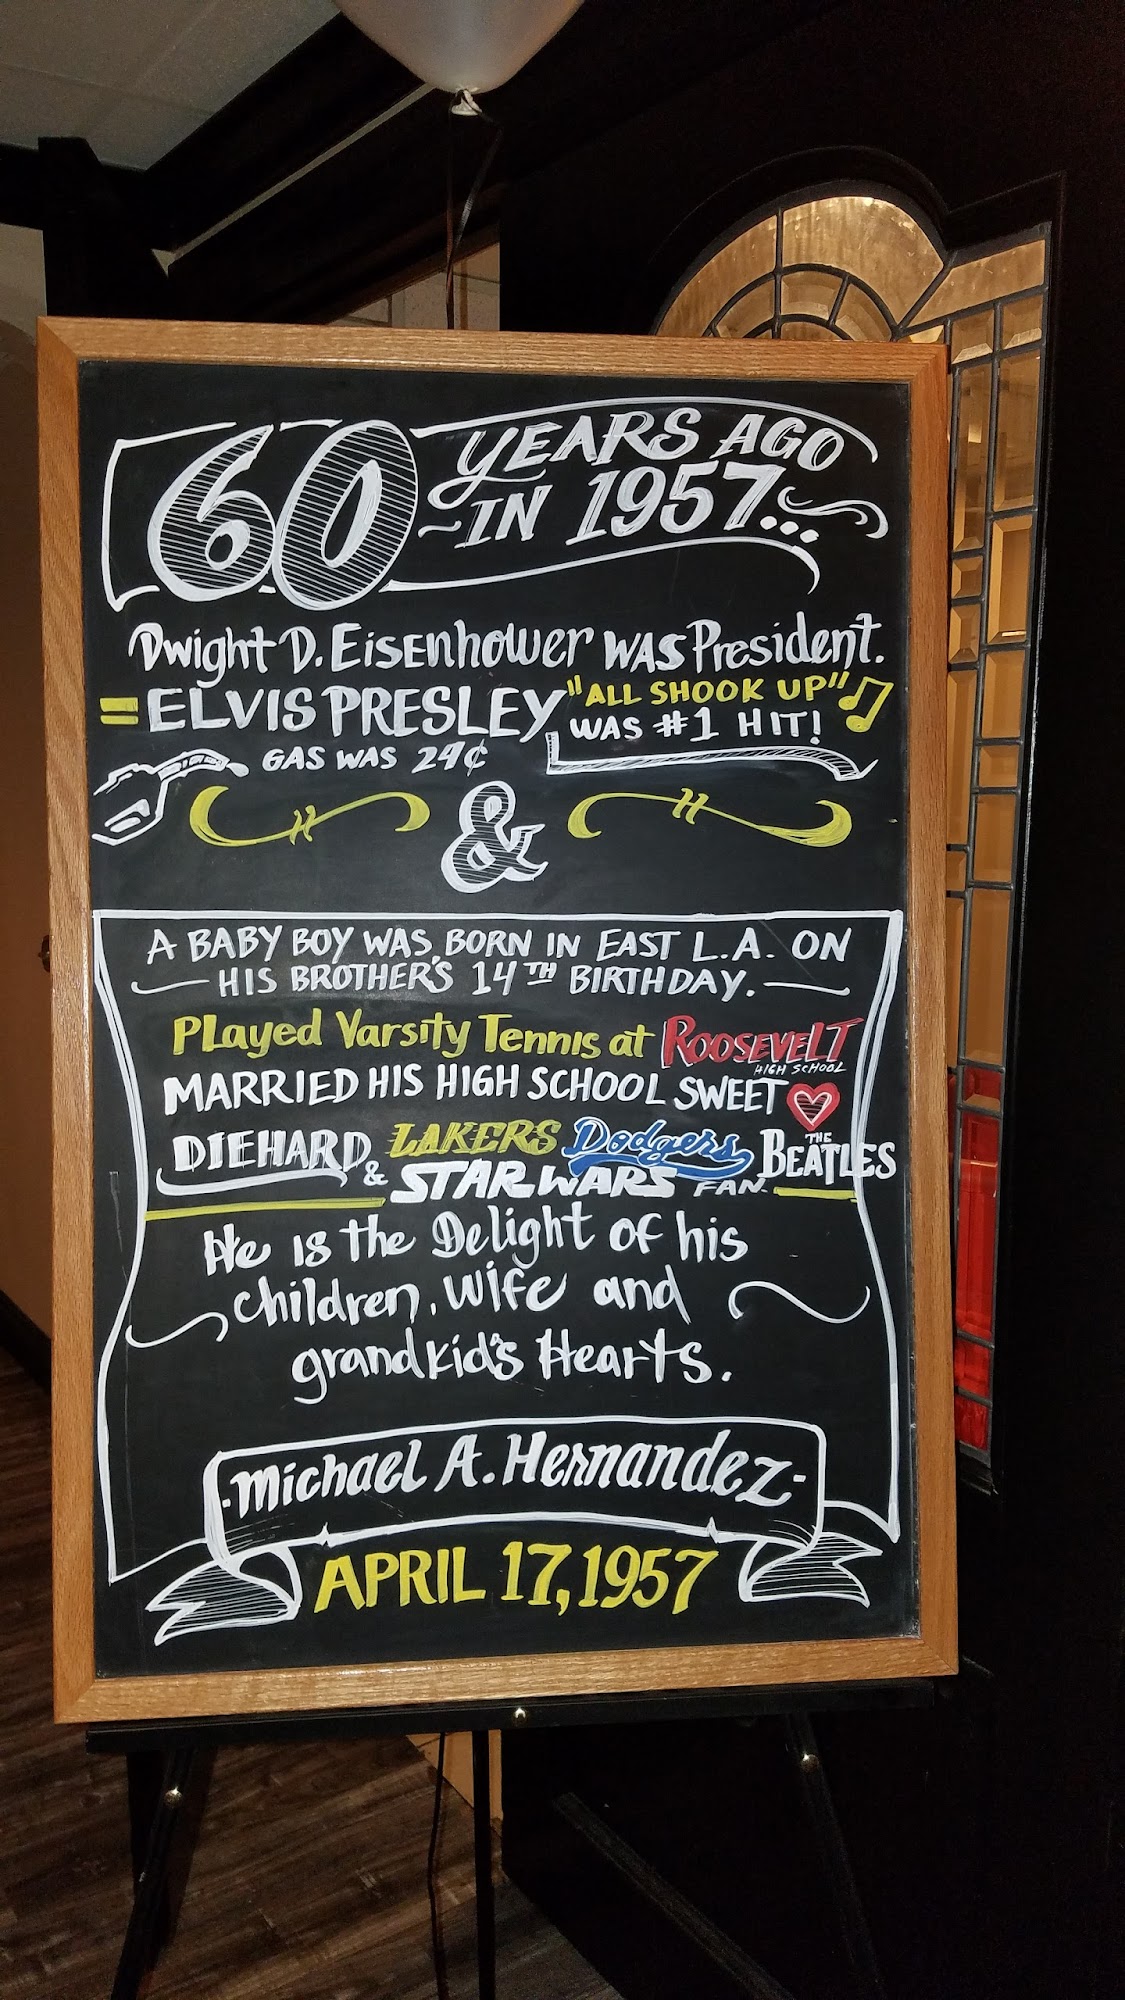 60 YEARS AGO
IN 1957...
Dwight D. Eisenhower was President.
=ELVIS PRESLEY "ALL SHOOK UP"
WAS #1 HIT!
GAS WAS 24¢
&
A BABY BOY WAS BORN IN EAST L.A. ON
HIS BROTHER'S 14TH BIRTHDAY.
Played Varsity Tennis at ROOSEVELT
HIGH SCHOOL
MARRIED HIS HIGH SCHOOL SWEET
DIEHARD LAKERS Dodgers THE BEATLES
& STAR WARS FAN.
He is the Delight of his
children, wife and
grandkid's Hearts.
-Michael A. Hernandez-
APRIL 17, 1957